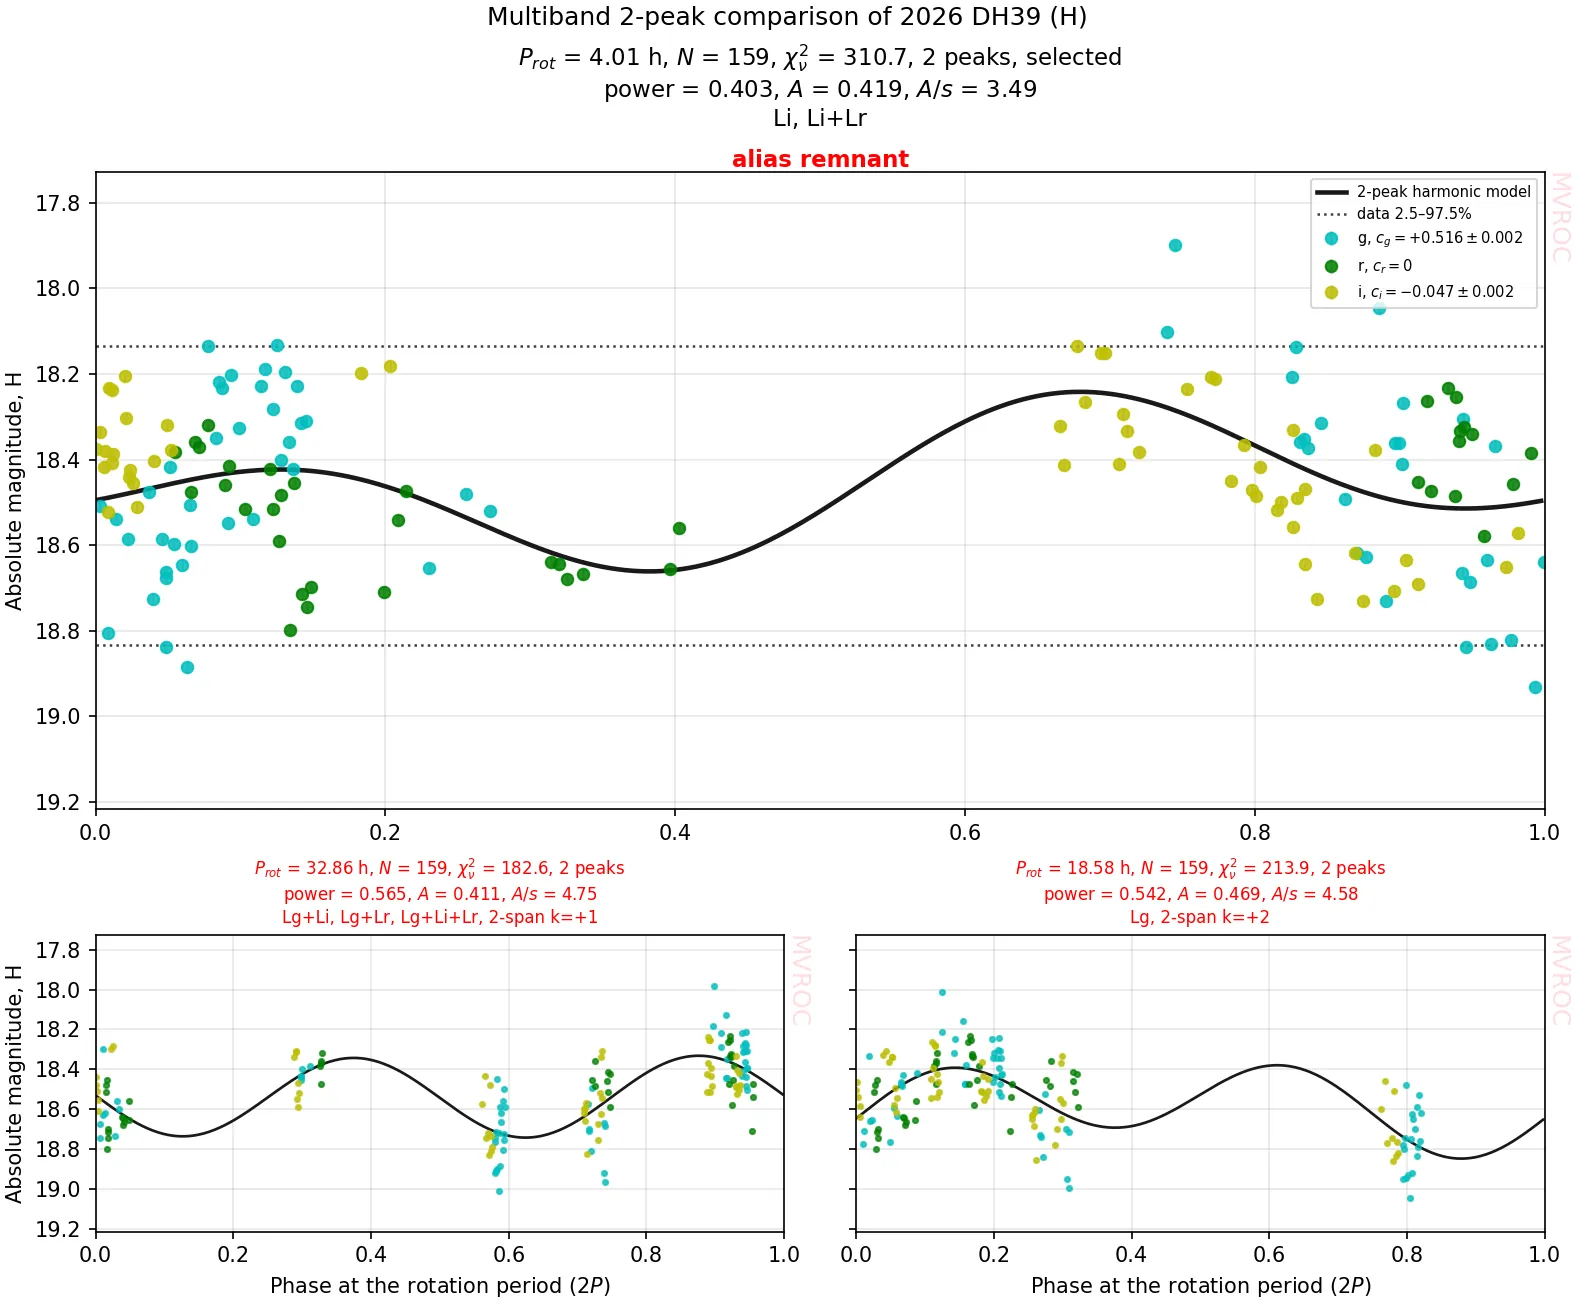 Multiband 2-peak comparison of 2026 DH39 (H)
P_rot = 4.01 h, N = 159, χ²_ν = 310.7, 2 peaks, selected
power = 0.403, A = 0.419, A/s = 3.49
Li, Li+Lr
alias remnant
2-peak harmonic model
data 2.5–97.5%
g, c_g = +0.516 ± 0.002
r, c_r = 0
i, c_i = −0.047 ± 0.002
MVROC
Absolute magnitude, H
17.8
18.0
18.2
18.4
18.6
18.8
19.0
19.2
0.0 0.2 0.4 0.6 0.8 1.0
P_rot = 32.86 h, N = 159, χ²_ν = 182.6, 2 peaks
power = 0.565, A = 0.411, A/s = 4.75
Lg+Li, Lg+Lr, Lg+Li+Lr, 2-span k=+1
MVROC
Absolute magnitude, H
17.8
18.0
18.2
18.4
18.6
18.8
19.0
19.2
0.0 0.2 0.4 0.6 0.8 1.0
Phase at the rotation period (2P)
P_rot = 18.58 h, N = 159, χ²_ν = 213.9, 2 peaks
power = 0.542, A = 0.469, A/s = 4.58
Lg, 2-span k=+2
MVROC
0.0 0.2 0.4 0.6 0.8 1.0
Phase at the rotation period (2P)